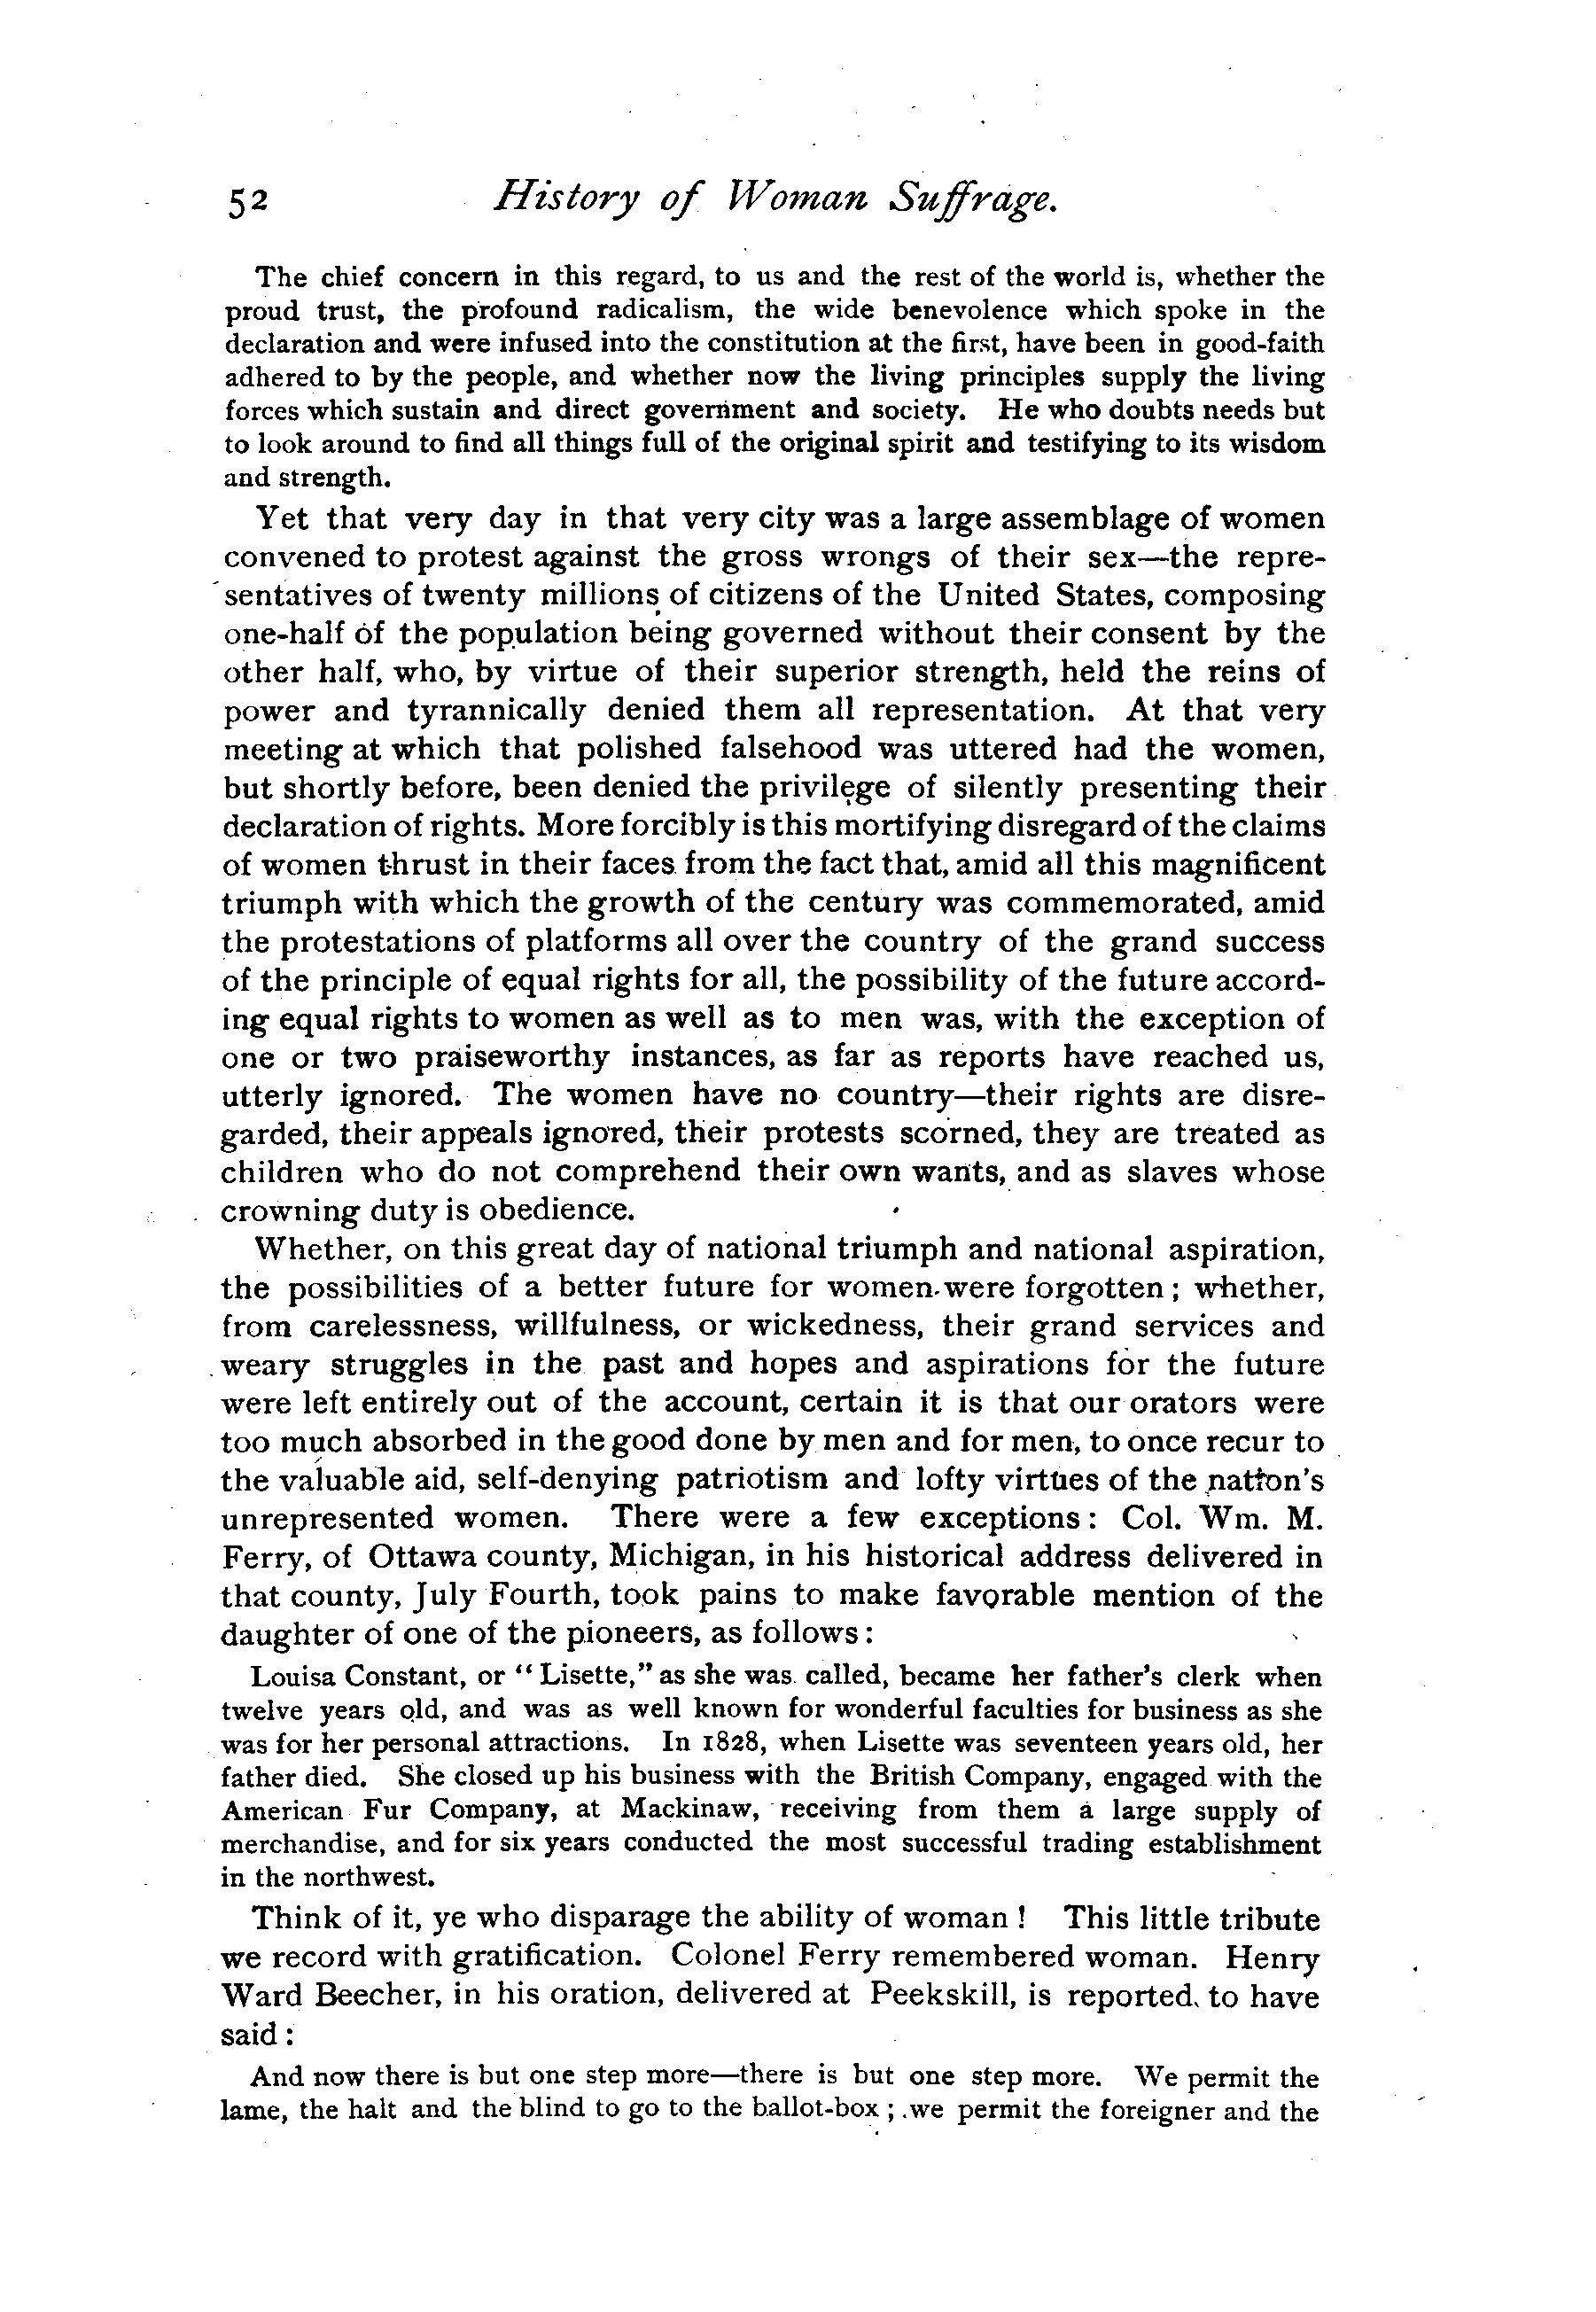 52 History of Woman Suffrage.
The chief concern in this regard, to us and the rest of the world is, whether the
proud trust, the profound radicalism, the wide benevolence which spoke in the
declaration and were infused into the constitution at the first, have been in good-faith
adhered to by the people, and whether now the living principles supply the living
forces which sustain and direct government and society. He who doubts needs but
to look around to find all things full of the original spirit and testifying to its wisdom
and strength.
Yet that very day in that very city was a large assemblage of women
convened to protest against the gross wrongs of their sex—the repre-
sentatives of twenty millions of citizens of the United States, composing
one-half of the population being governed without their consent by the
other half, who, by virtue of their superior strength, held the reins of
power and tyrannically denied them all representation. At that very
meeting at which that polished falsehood was uttered had the women,
but shortly before, been denied the privilege of silently presenting their
declaration of rights. More forcibly is this mortifying disregard of the claims
of women thrust in their faces from the fact that, amid all this magnificent
triumph with which the growth of the century was commemorated, amid
the protestations of platforms all over the country of the grand success
of the principle of equal rights for all, the possibility of the future accord-
ing equal rights to women as well as to men was, with the exception of
one or two praiseworthy instances, as far as reports have reached us,
utterly ignored. The women have no country—their rights are disre-
garded, their appeals ignored, their protests scorned, they are treated as
children who do not comprehend their own wants, and as slaves whose
crowning duty is obedience.
Whether, on this great day of national triumph and national aspiration,
the possibilities of a better future for women were forgotten; whether,
from carelessness, willfulness, or wickedness, their grand services and
weary struggles in the past and hopes and aspirations for the future
were left entirely out of the account, certain it is that our orators were
too much absorbed in the good done by men and for men, to once recur to
the valuable aid, self-denying patriotism and lofty virtues of the nation's
unrepresented women. There were a few exceptions: Col. Wm. M.
Ferry, of Ottawa county, Michigan, in his historical address delivered in
that county, July Fourth, took pains to make favorable mention of the
daughter of one of the pioneers, as follows:
Louisa Constant, or "Lisette," as she was called, became her father's clerk when
twelve years old, and was as well known for wonderful faculties for business as she
was for her personal attractions. In 1828, when Lisette was seventeen years old, her
father died. She closed up his business with the British Company, engaged with the
American Fur Company, at Mackinaw, receiving from them a large supply of
merchandise, and for six years conducted the most successful trading establishment
in the northwest.
Think of it, ye who disparage the ability of woman! This little tribute
we record with gratification. Colonel Ferry remembered woman. Henry
Ward Beecher, in his oration, delivered at Peekskill, is reported to have
said:
And now there is but one step more—there is but one step more. We permit the
lame, the halt and the blind to go to the ballot-box; we permit the foreigner and the